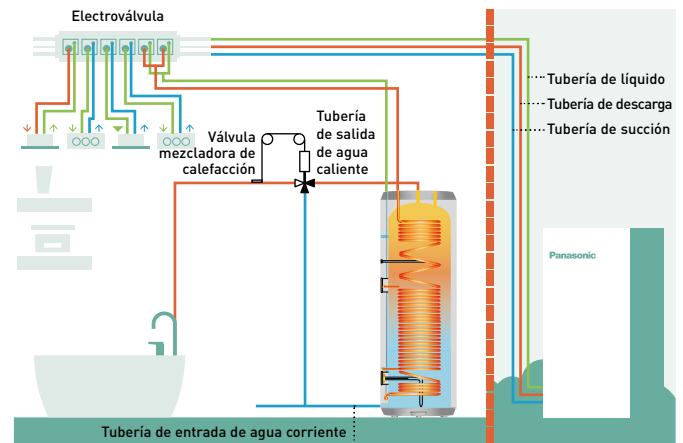 Electroválvula
Tubería de líquido
Tubería de descarga
Tubería de succión
Válvula
mezcladora de
calefacción
Tubería
de salida
de agua
caliente
Panasonic
Tubería de entrada de agua corriente